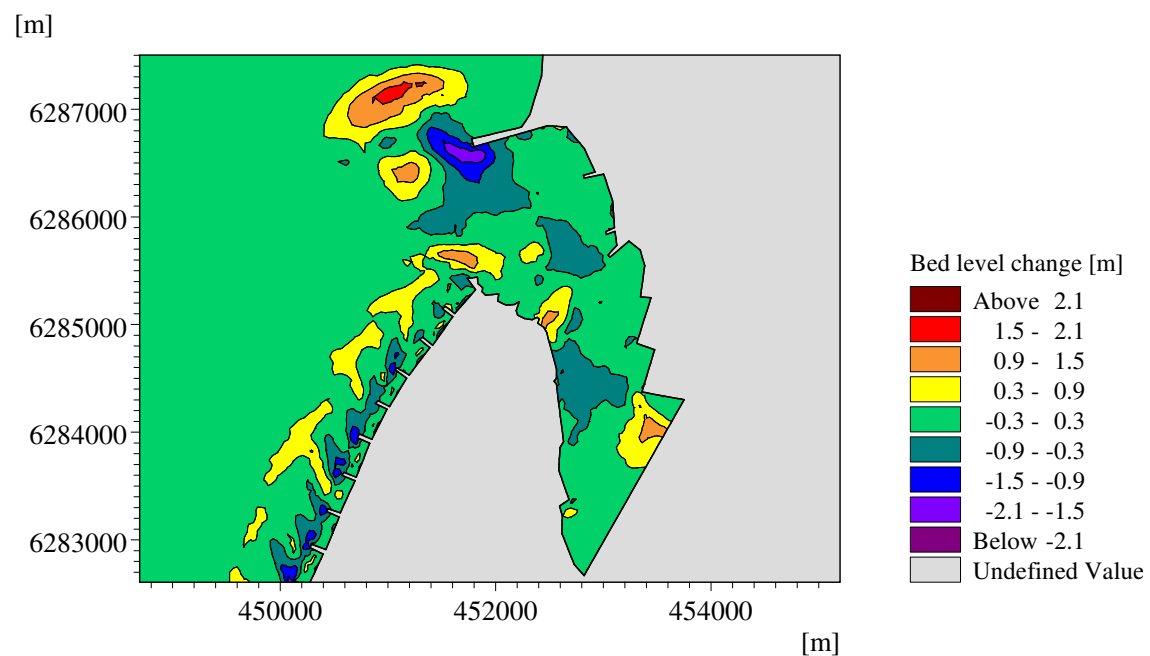 [m]
6287000
6286000
6285000
6284000
6283000
450000 452000 454000
[m]
Bed level change [m]
Above 2.1
1.5 - 2.1
0.9 - 1.5
0.3 - 0.9
-0.3 - 0.3
-0.9 - -0.3
-1.5 - -0.9
-2.1 - -1.5
Below -2.1
Undefined Value